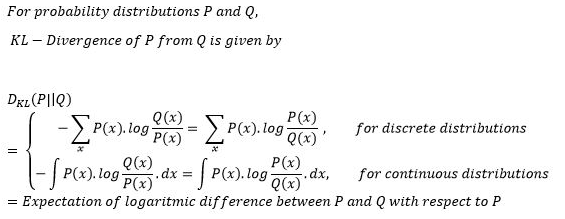 For probability distributions P and Q,
KL − Divergence of P from Q is given by
D_KL(P||Q)
= { −∑_x P(x).log Q(x)/P(x) = ∑_x P(x).log P(x)/Q(x) , for discrete distributions
−∫ P(x).log Q(x)/P(x) .dx = ∫ P(x).log P(x)/Q(x) .dx, for continuous distributions
= Expectation of logaritmic difference between P and Q with respect to P